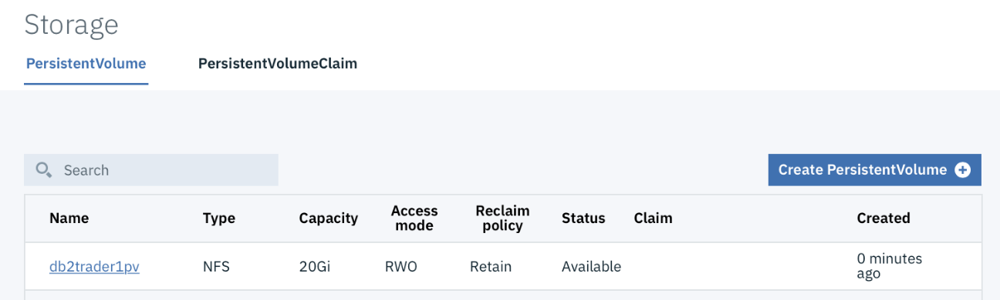 Storage
PersistentVolume PersistentVolumeClaim
Search Create PersistentVolume
Name Type Capacity Access mode Reclaim policy Status Claim Created
db2trader1pv NFS 20Gi RWO Retain Available 0 minutes ago